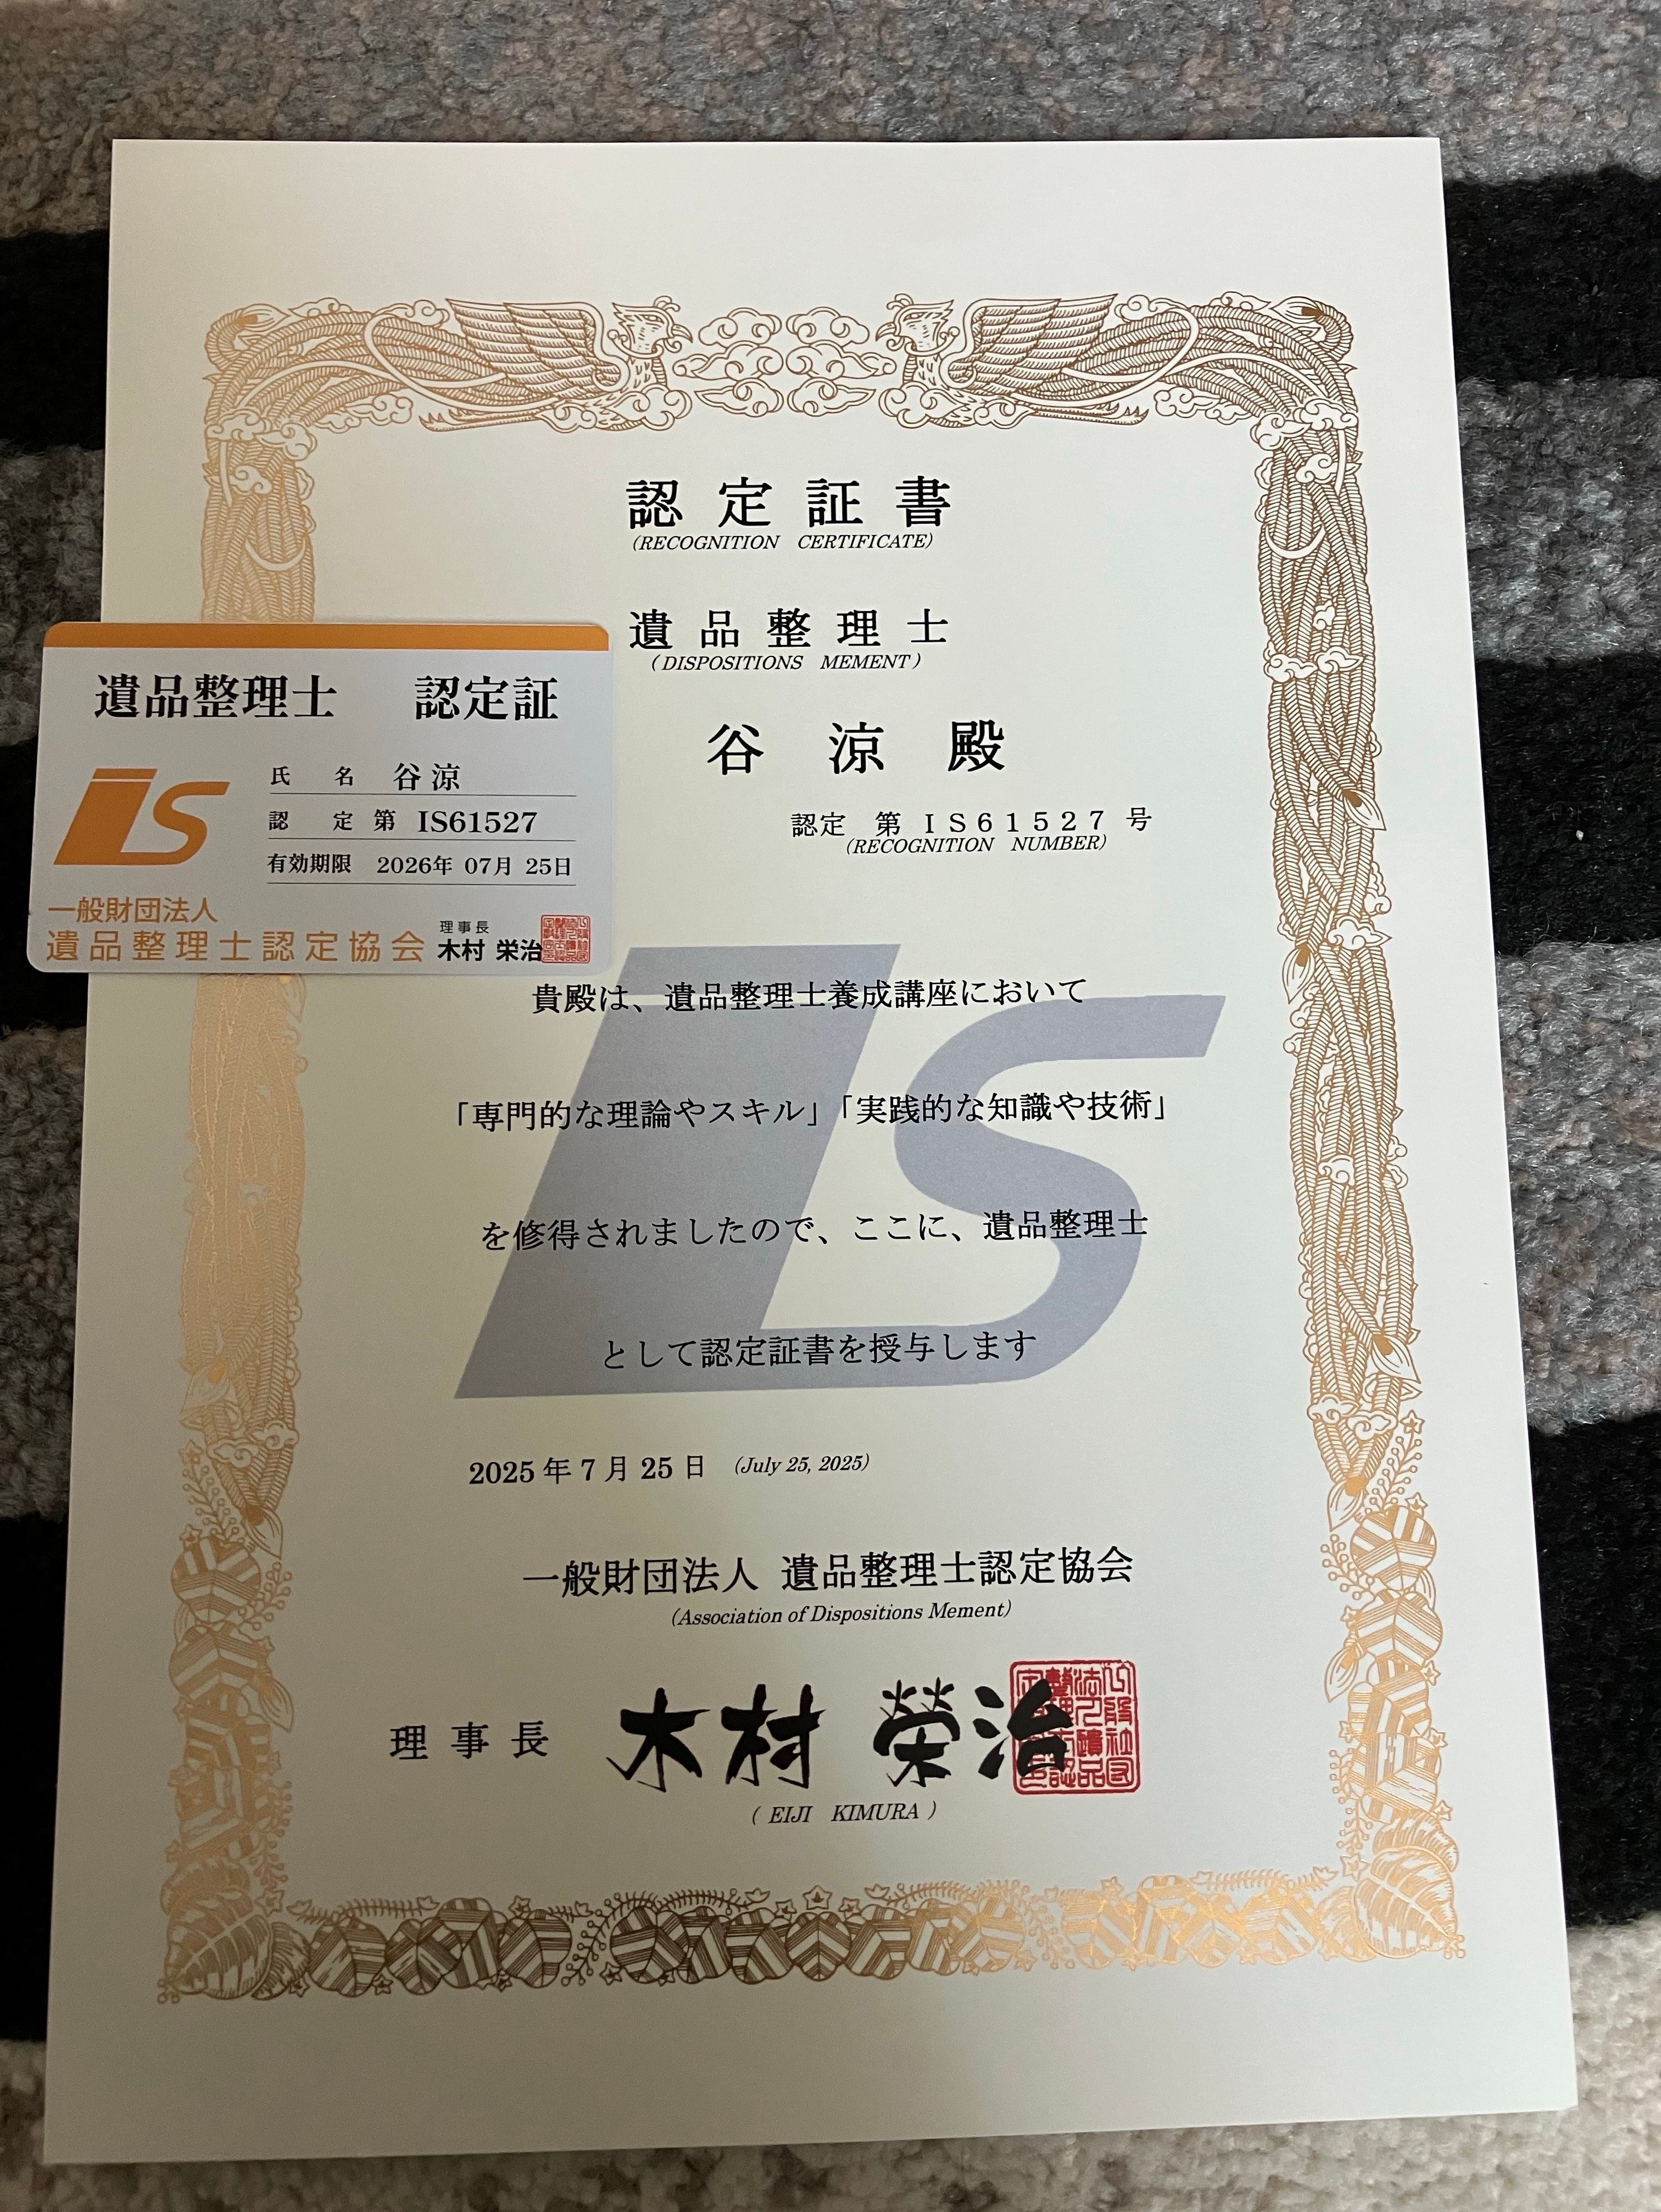 認定証書
(RECOGNITION CERTIFICATE)
遺品整理士
(DISPOSITIONS MEMENT)
谷 涼 殿
認定 第 IS61527 号
(RECOGNITION NUMBER)
遺品整理士 認定証
氏 名 谷 涼
認 定 第 IS61527
有効期限 2026年 07月 25日
一般財団法人
遺品整理士認定協会
理事長
木村 栄治
iS
貴殿は、遺品整理士養成講座において
「専門的な理論やスキル」「実践的な知識や技術」
を修得されましたので、ここに、遺品整理士
として認定証書を授与します
2025年7月25日 (July 25, 2025)
一般財団法人 遺品整理士認定協会
(Association of Dispositions Mement)
理事長 木村 榮治
(EIJI KIMURA)